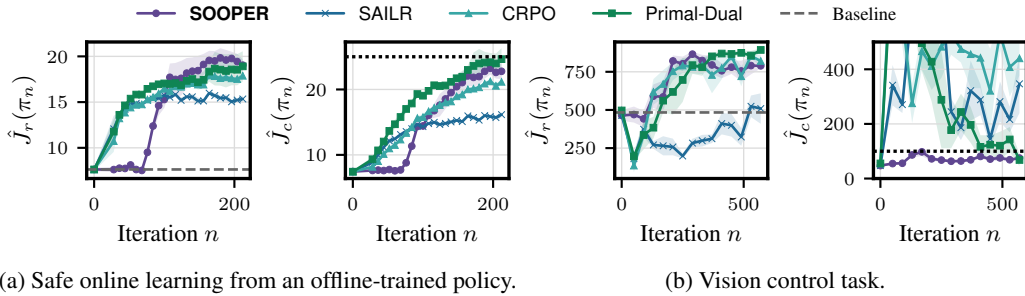 SOOPER SAILR CRPO Primal-Dual Baseline
Ĵr(πn)
20
15
10
0 200
Iteration n
Ĵc(πn)
20
10
0 200
Iteration n
Ĵr(πn)
750
500
250
0 500
Iteration n
Ĵc(πn)
400
200
0
0 500
Iteration n
(a) Safe online learning from an offline-trained policy.
(b) Vision control task.